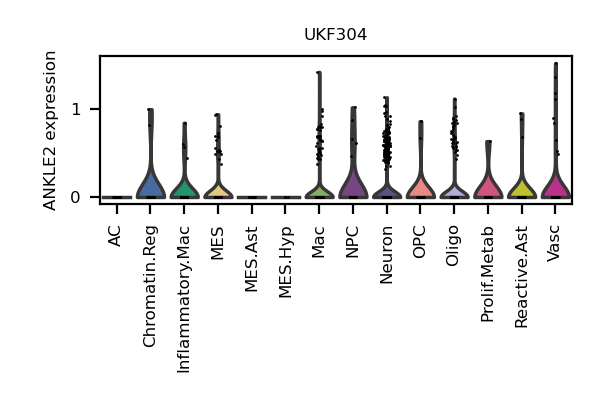 UKF304
ANKLE2 expression
1
0
AC
Chromatin.Reg
Inflammatory.Mac
MES
MES.Ast
MES.Hyp
Mac
NPC
Neuron
OPC
Oligo
Prolif.Metab
Reactive.Ast
Vasc